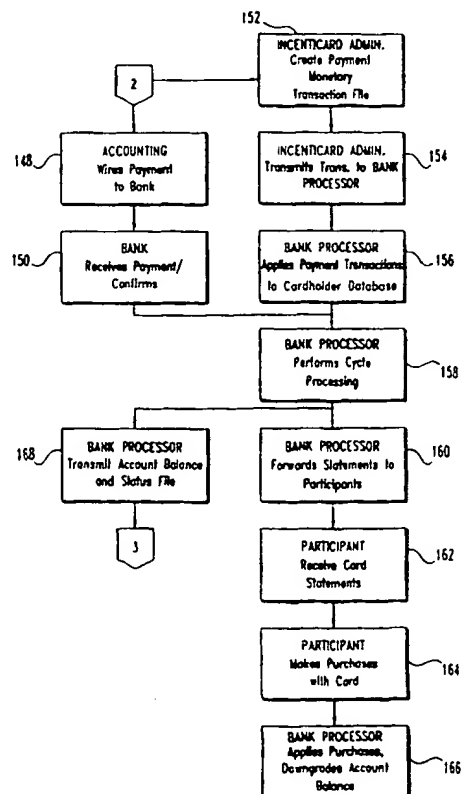 152
INCENTICARD ADMIN.
Create Payment
Monetary
Transaction File
2
148
ACCOUNTING
Wires Payment
to Bank
INCENTICARD ADMIN.
Transmits Trans. to BANK
PROCESSOR
154
150
BANK
Receives Payment/
Confirms
BANK PROCESSOR
Applies Payment Transactions
to Cardholder Database
156
BANK PROCESSOR
Performs Cycle
Processing
158
168
BANK PROCESSOR
Transmit Account Balance
and Status File
BANK PROCESSOR
Forwards Statements to
Participants
160
3
PARTICIPANT
Receive Card
Statements
162
PARTICIPANT
Makes Purchases
with Card
164
BANK PROCESSOR
Applies Purchases,
Downgrades Account
Balance
166